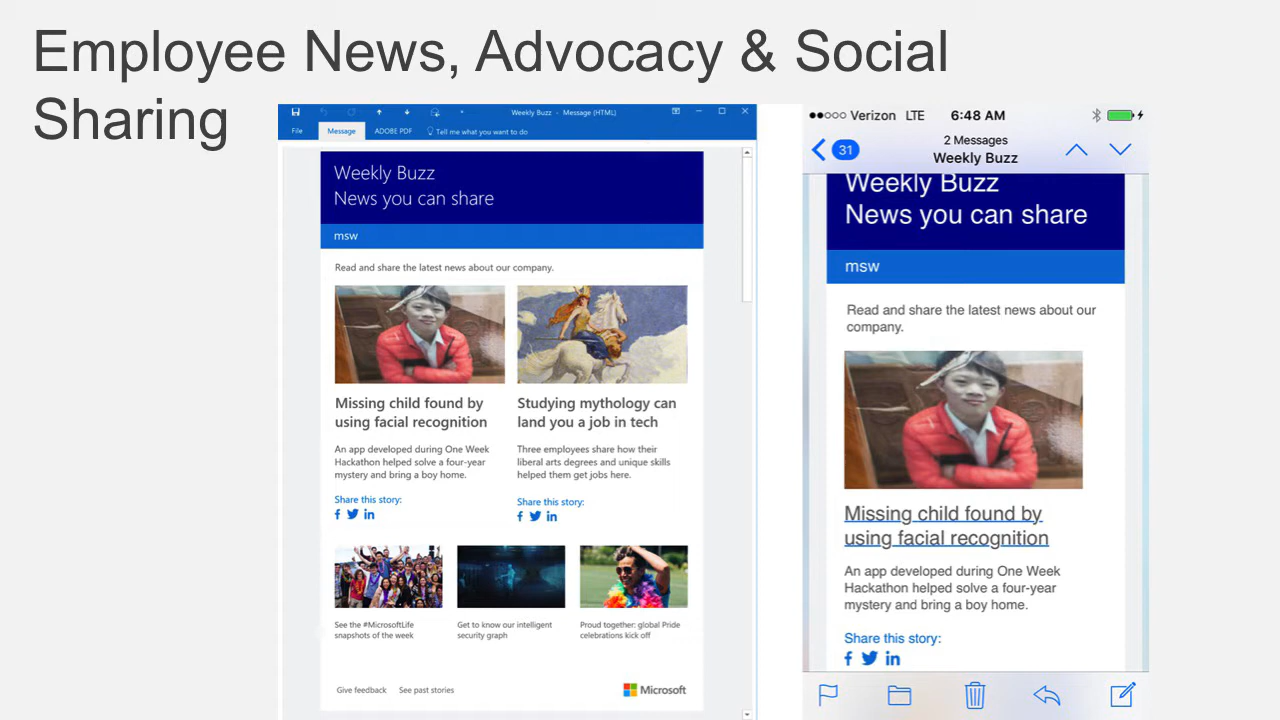 Employee News, Advocacy & Social
Sharing
Weekly Buzz - Message (HTML)
File Message ADOBE PDF Tell me what you want to do
Weekly Buzz
News you can share
msw
Read and share the latest news about our company.
Missing child found by
using facial recognition
An app developed during One Week
Hackathon helped solve a four-year
mystery and bring a boy home.
Share this story:
Studying mythology can
land you a job in tech
Three employees share how their
liberal arts degrees and unique skills
helped them get jobs here.
Share this story:
See the #MicrosoftLife
snapshots of the week
Get to know our intelligent
security graph
Proud together: global Pride
celebrations kick off
Give feedback See past stories
Microsoft
Verizon LTE 6:48 AM
31
2 Messages
Weekly Buzz
Weekly Buzz
News you can share
msw
Read and share the latest news about our
company.
Missing child found by
using facial recognition
An app developed during One Week
Hackathon helped solve a four-year
mystery and bring a boy home.
Share this story: